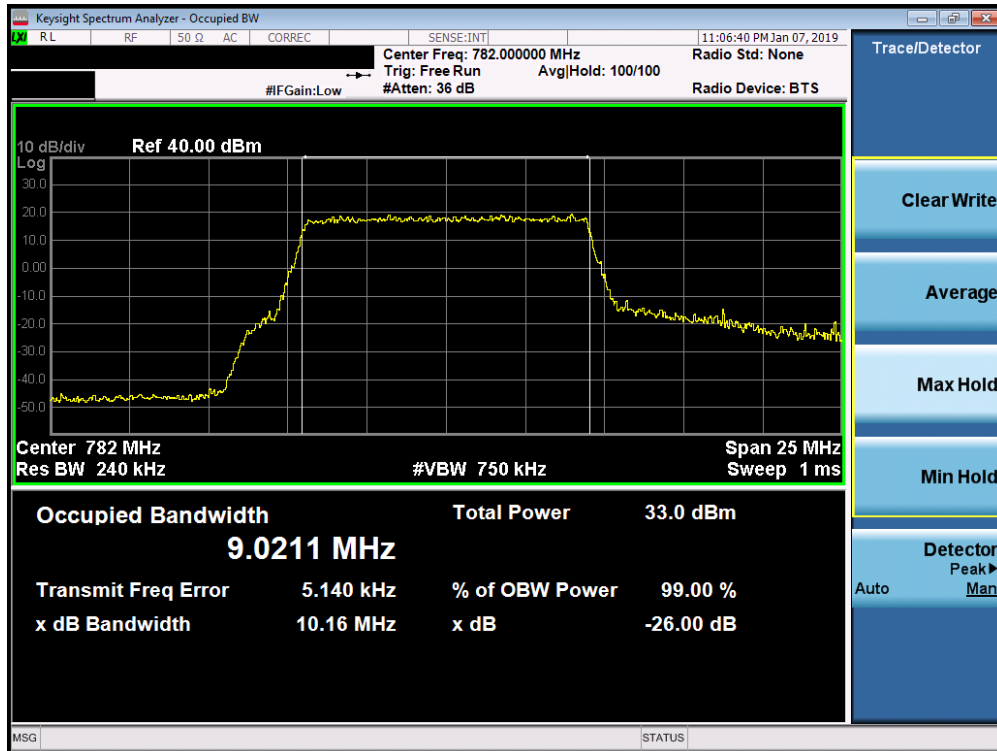 Keysight Spectrum Analyzer - Occupied BW
LXI RL RF 50 Ω AC CORREC SENSE:INT 11:06:40 PM Jan 07, 2019
Center Freq: 782.000000 MHz Radio Std: None
Trig: Free Run Avg|Hold: 100/100
#IFGain:Low #Atten: 36 dB Radio Device: BTS
10 dB/div Ref 40.00 dBm
Log
30.0
20.0
10.0
0.00
-10.0
-20.0
-30.0
-40.0
-50.0
Center 782 MHz Span 25 MHz
Res BW 240 kHz #VBW 750 kHz Sweep 1 ms
Occupied Bandwidth Total Power 33.0 dBm
9.0211 MHz
Transmit Freq Error 5.140 kHz % of OBW Power 99.00 %
x dB Bandwidth 10.16 MHz x dB -26.00 dB
MSG STATUS
Trace/Detector
Clear Write
Average
Max Hold
Min Hold
Detector
Peak▶
Auto Man